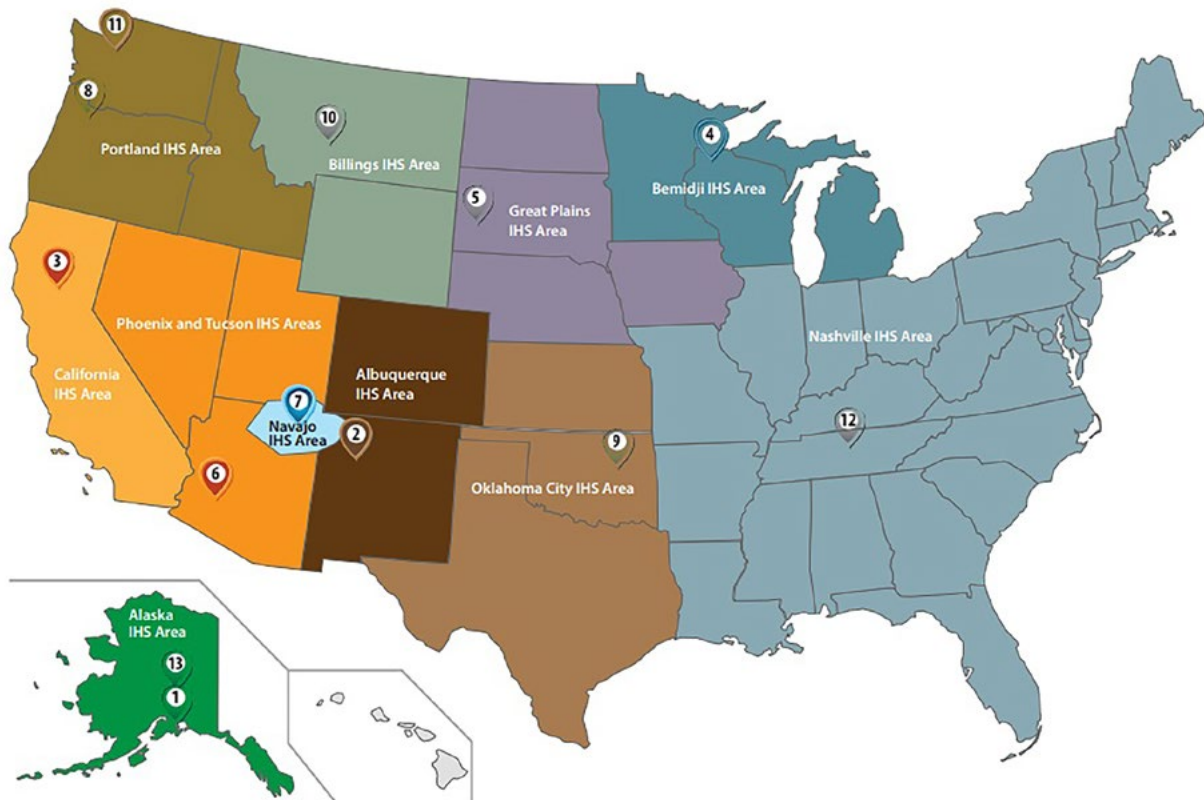 11
8
Portland IHS Area
10
Billings IHS Area
4
Bemidji IHS Area
5
Great Plains
IHS Area
3
Phoenix and Tucson IHS Areas
California
IHS Area
Albuquerque
IHS Area
Nashville IHS Area
7
Navajo
IHS Area
2
9
12
6
Oklahoma City IHS Area
Alaska
IHS Area
13
1